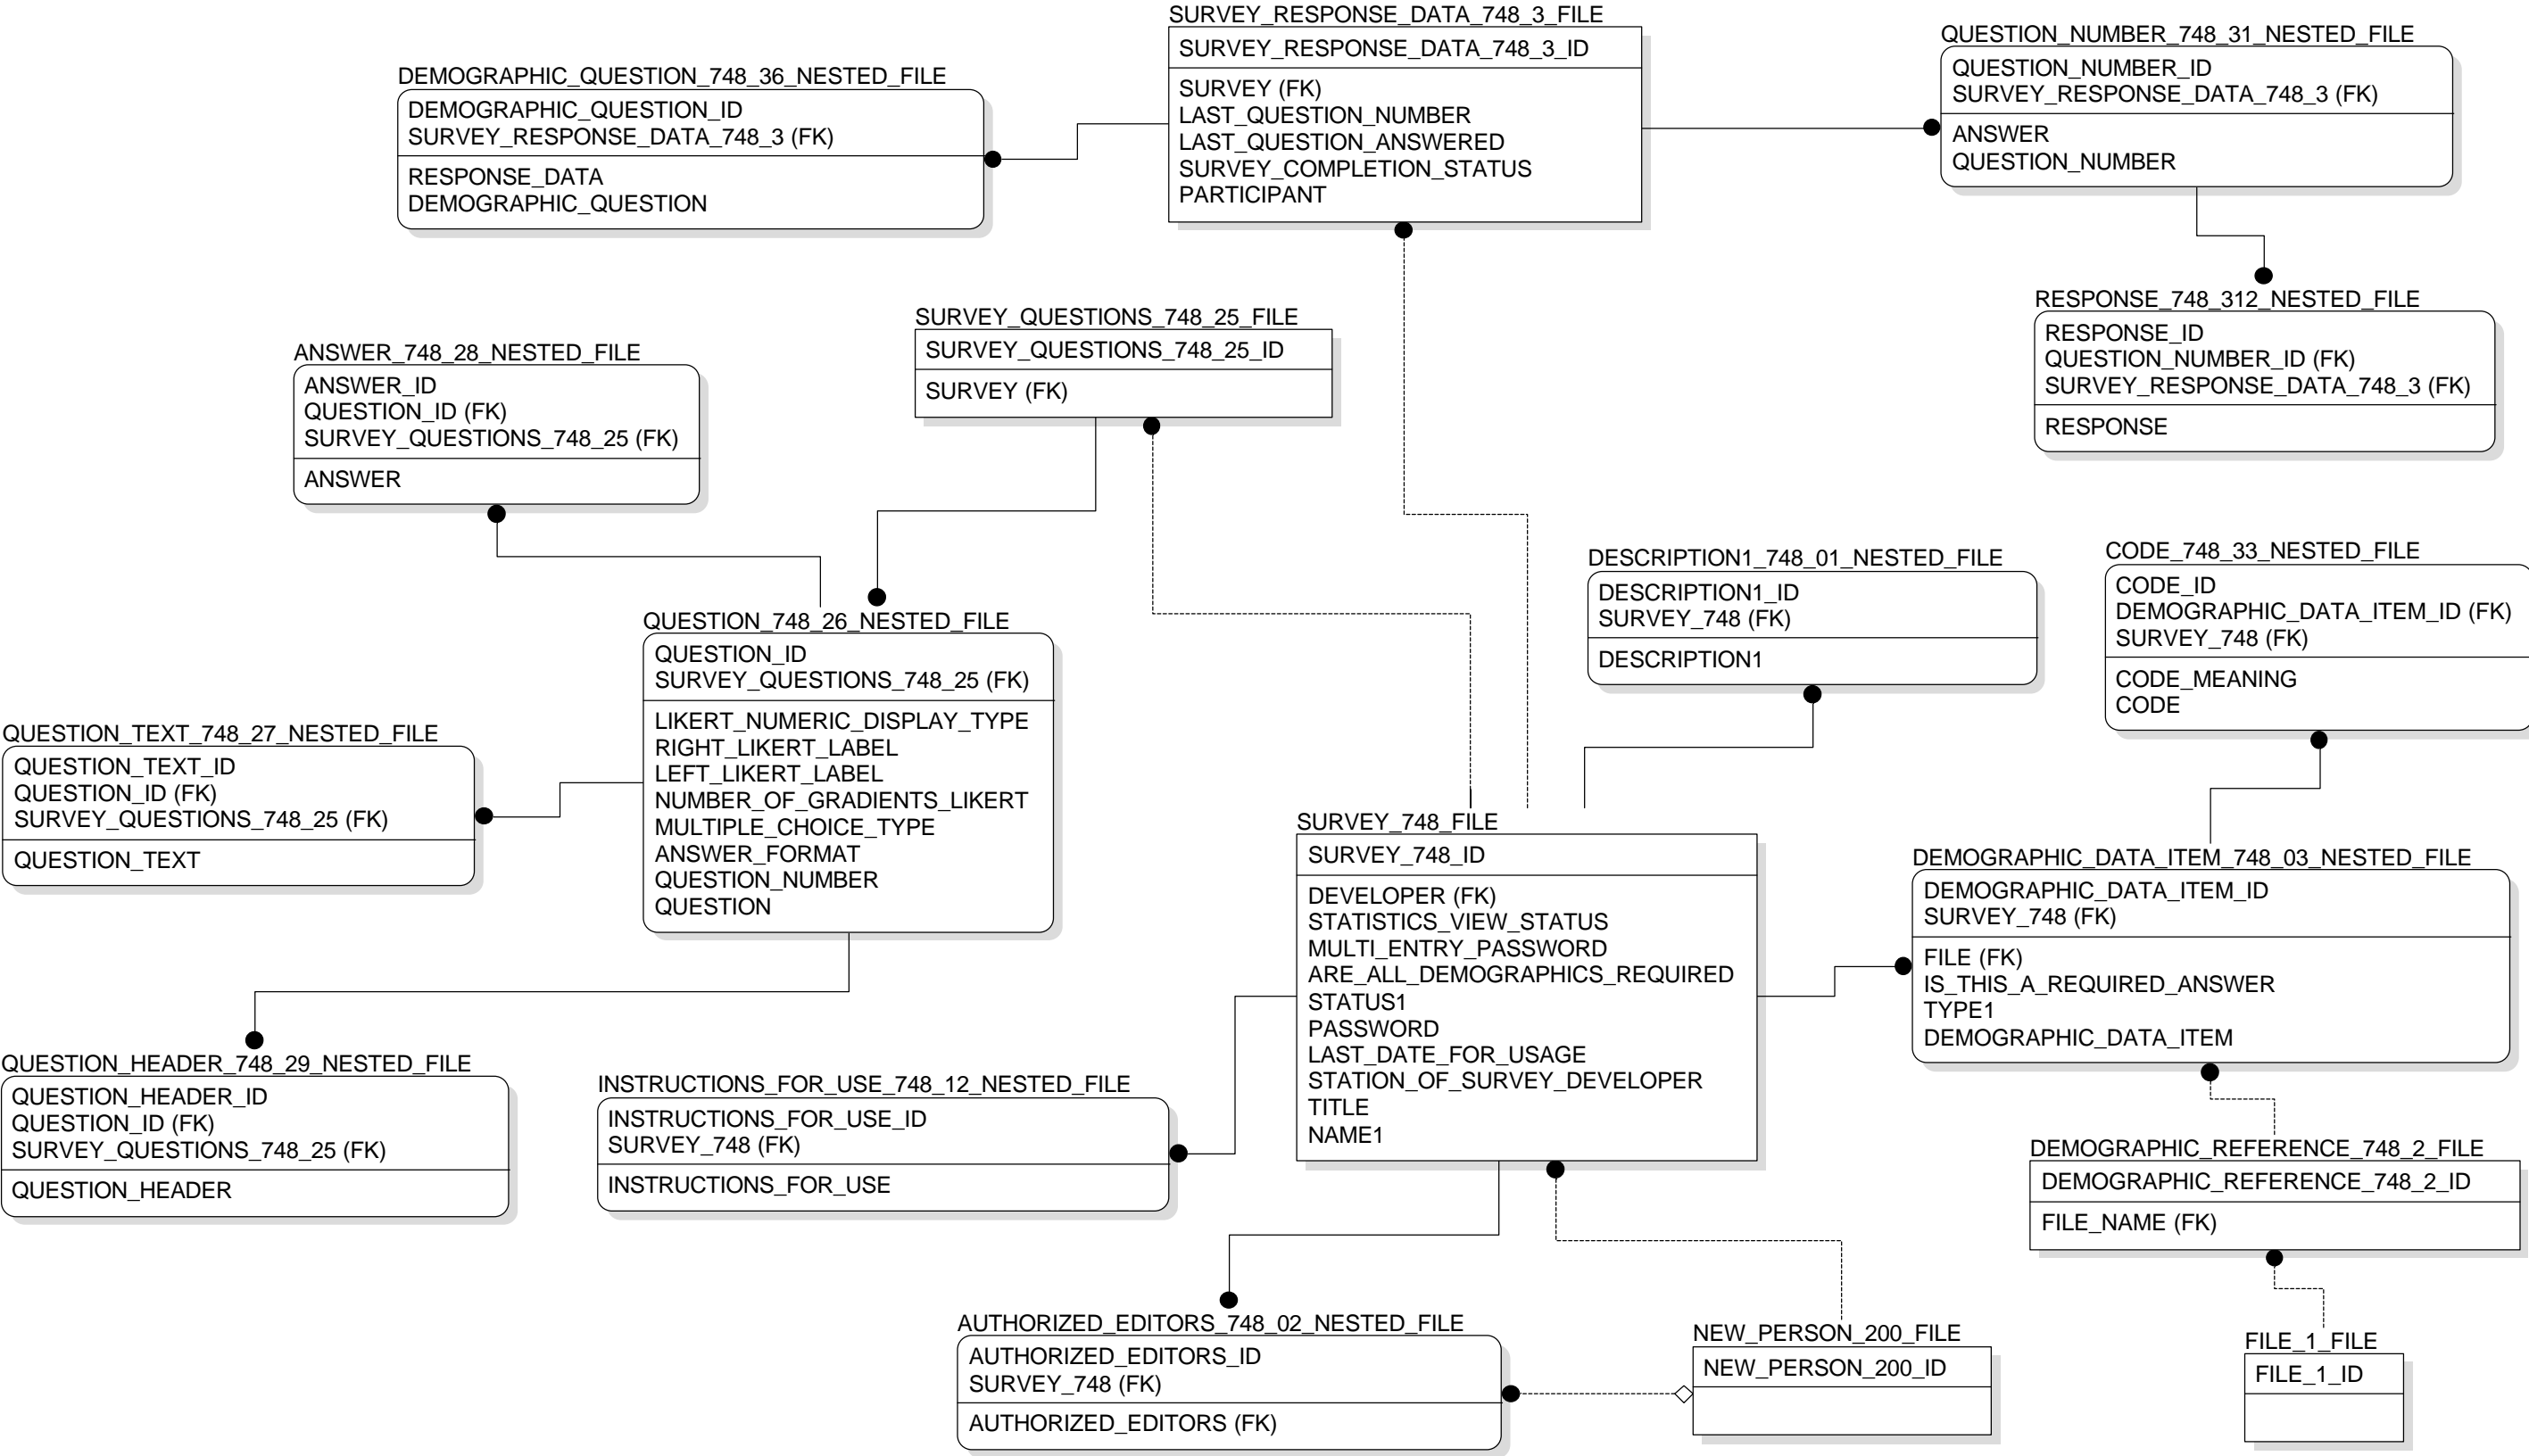 SURVEY_RESPONSE_DATA_748_3_FILE
SURVEY_RESPONSE_DATA_748_3_ID
SURVEY (FK)
LAST_QUESTION_NUMBER
LAST_QUESTION_ANSWERED
SURVEY_COMPLETION_STATUS
PARTICIPANT
QUESTION_NUMBER_748_31_NESTED_FILE
QUESTION_NUMBER_ID
SURVEY_RESPONSE_DATA_748_3 (FK)
ANSWER
QUESTION_NUMBER
DEMOGRAPHIC_QUESTION_748_36_NESTED_FILE
DEMOGRAPHIC_QUESTION_ID
SURVEY_RESPONSE_DATA_748_3 (FK)
RESPONSE_DATA
DEMOGRAPHIC_QUESTION
RESPONSE_748_312_NESTED_FILE
RESPONSE_ID
QUESTION_NUMBER_ID (FK)
SURVEY_RESPONSE_DATA_748_3 (FK)
RESPONSE
SURVEY_QUESTIONS_748_25_FILE
SURVEY_QUESTIONS_748_25_ID
SURVEY (FK)
ANSWER_748_28_NESTED_FILE
ANSWER_ID
QUESTION_ID (FK)
SURVEY_QUESTIONS_748_25 (FK)
ANSWER
DESCRIPTION1_748_01_NESTED_FILE
DESCRIPTION1_ID
SURVEY_748 (FK)
DESCRIPTION1
CODE_748_33_NESTED_FILE
CODE_ID
DEMOGRAPHIC_DATA_ITEM_ID (FK)
SURVEY_748 (FK)
CODE_MEANING
CODE
QUESTION_748_26_NESTED_FILE
QUESTION_ID
SURVEY_QUESTIONS_748_25 (FK)
LIKERT_NUMERIC_DISPLAY_TYPE
RIGHT_LIKERT_LABEL
LEFT_LIKERT_LABEL
NUMBER_OF_GRADIENTS_LIKERT
MULTIPLE_CHOICE_TYPE
ANSWER_FORMAT
QUESTION_NUMBER
QUESTION
QUESTION_TEXT_748_27_NESTED_FILE
QUESTION_TEXT_ID
QUESTION_ID (FK)
SURVEY_QUESTIONS_748_25 (FK)
QUESTION_TEXT
SURVEY_748_FILE
SURVEY_748_ID
DEVELOPER (FK)
STATISTICS_VIEW_STATUS
MULTI_ENTRY_PASSWORD
ARE_ALL_DEMOGRAPHICS_REQUIRED
STATUS1
PASSWORD
LAST_DATE_FOR_USAGE
STATION_OF_SURVEY_DEVELOPER
TITLE
NAME1
DEMOGRAPHIC_DATA_ITEM_748_03_NESTED_FILE
DEMOGRAPHIC_DATA_ITEM_ID
SURVEY_748 (FK)
FILE (FK)
IS_THIS_A_REQUIRED_ANSWER
TYPE1
DEMOGRAPHIC_DATA_ITEM
QUESTION_HEADER_748_29_NESTED_FILE
QUESTION_HEADER_ID
QUESTION_ID (FK)
SURVEY_QUESTIONS_748_25 (FK)
QUESTION_HEADER
INSTRUCTIONS_FOR_USE_748_12_NESTED_FILE
INSTRUCTIONS_FOR_USE_ID
SURVEY_748 (FK)
INSTRUCTIONS_FOR_USE
DEMOGRAPHIC_REFERENCE_748_2_FILE
DEMOGRAPHIC_REFERENCE_748_2_ID
FILE_NAME (FK)
AUTHORIZED_EDITORS_748_02_NESTED_FILE
AUTHORIZED_EDITORS_ID
SURVEY_748 (FK)
AUTHORIZED_EDITORS (FK)
NEW_PERSON_200_FILE
NEW_PERSON_200_ID
FILE_1_FILE
FILE_1_ID